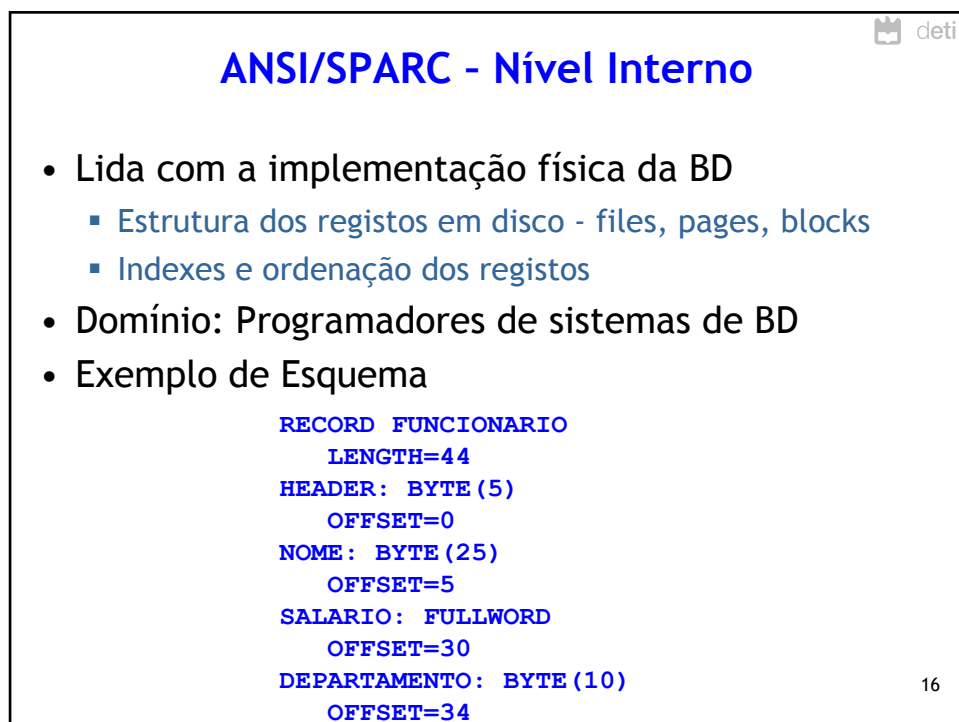 deti
ANSI/SPARC – Nível Interno
• Lida com a implementação física da BD
▪ Estrutura dos registos em disco - files, pages, blocks
▪ Indexes e ordenação dos registos
• Domínio: Programadores de sistemas de BD
• Exemplo de Esquema
RECORD FUNCIONARIO
LENGTH=44
HEADER: BYTE(5)
OFFSET=0
NOME: BYTE(25)
OFFSET=5
SALARIO: FULLWORD
OFFSET=30
DEPARTAMENTO: BYTE(10)
OFFSET=34
16